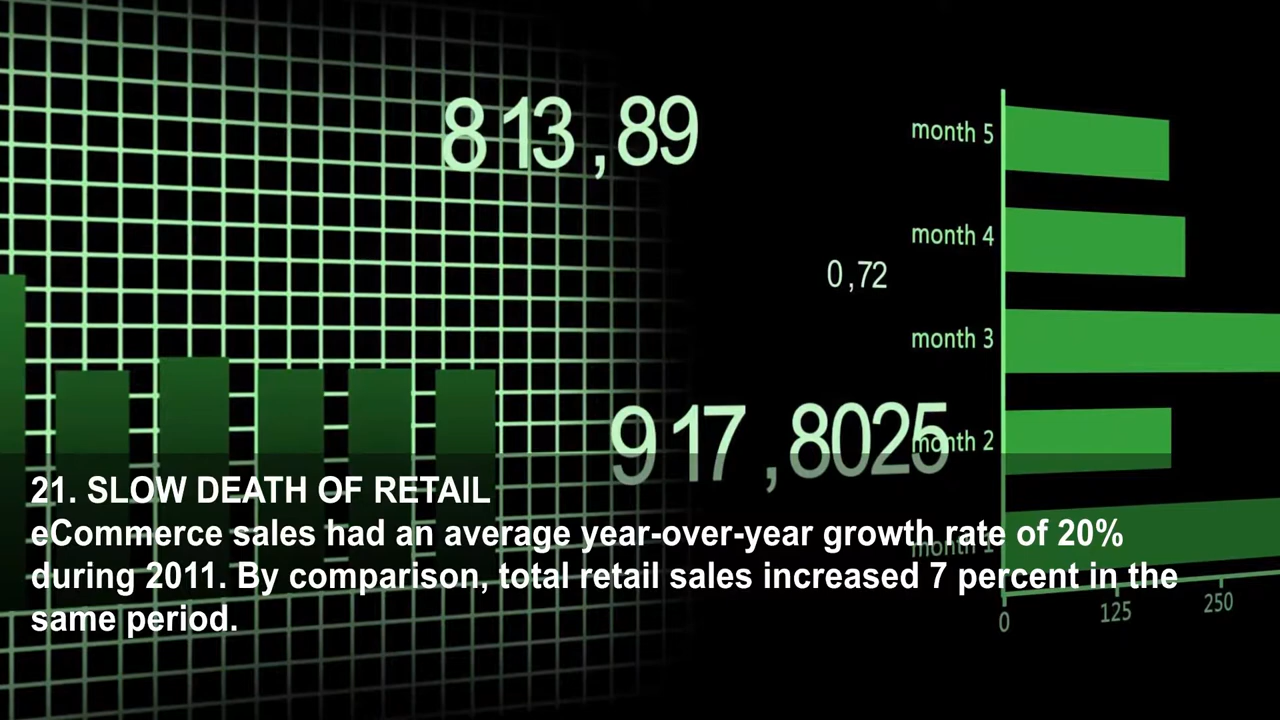 813,89
month 5
month 4
0,72
month 3
917,8025
month 2
21. SLOW DEATH OF RETAIL
eCommerce sales had an average year-over-year growth rate of 20%
month 1
during 2011. By comparison, total retail sales increased 7 percent in the
same period.
0 125 250